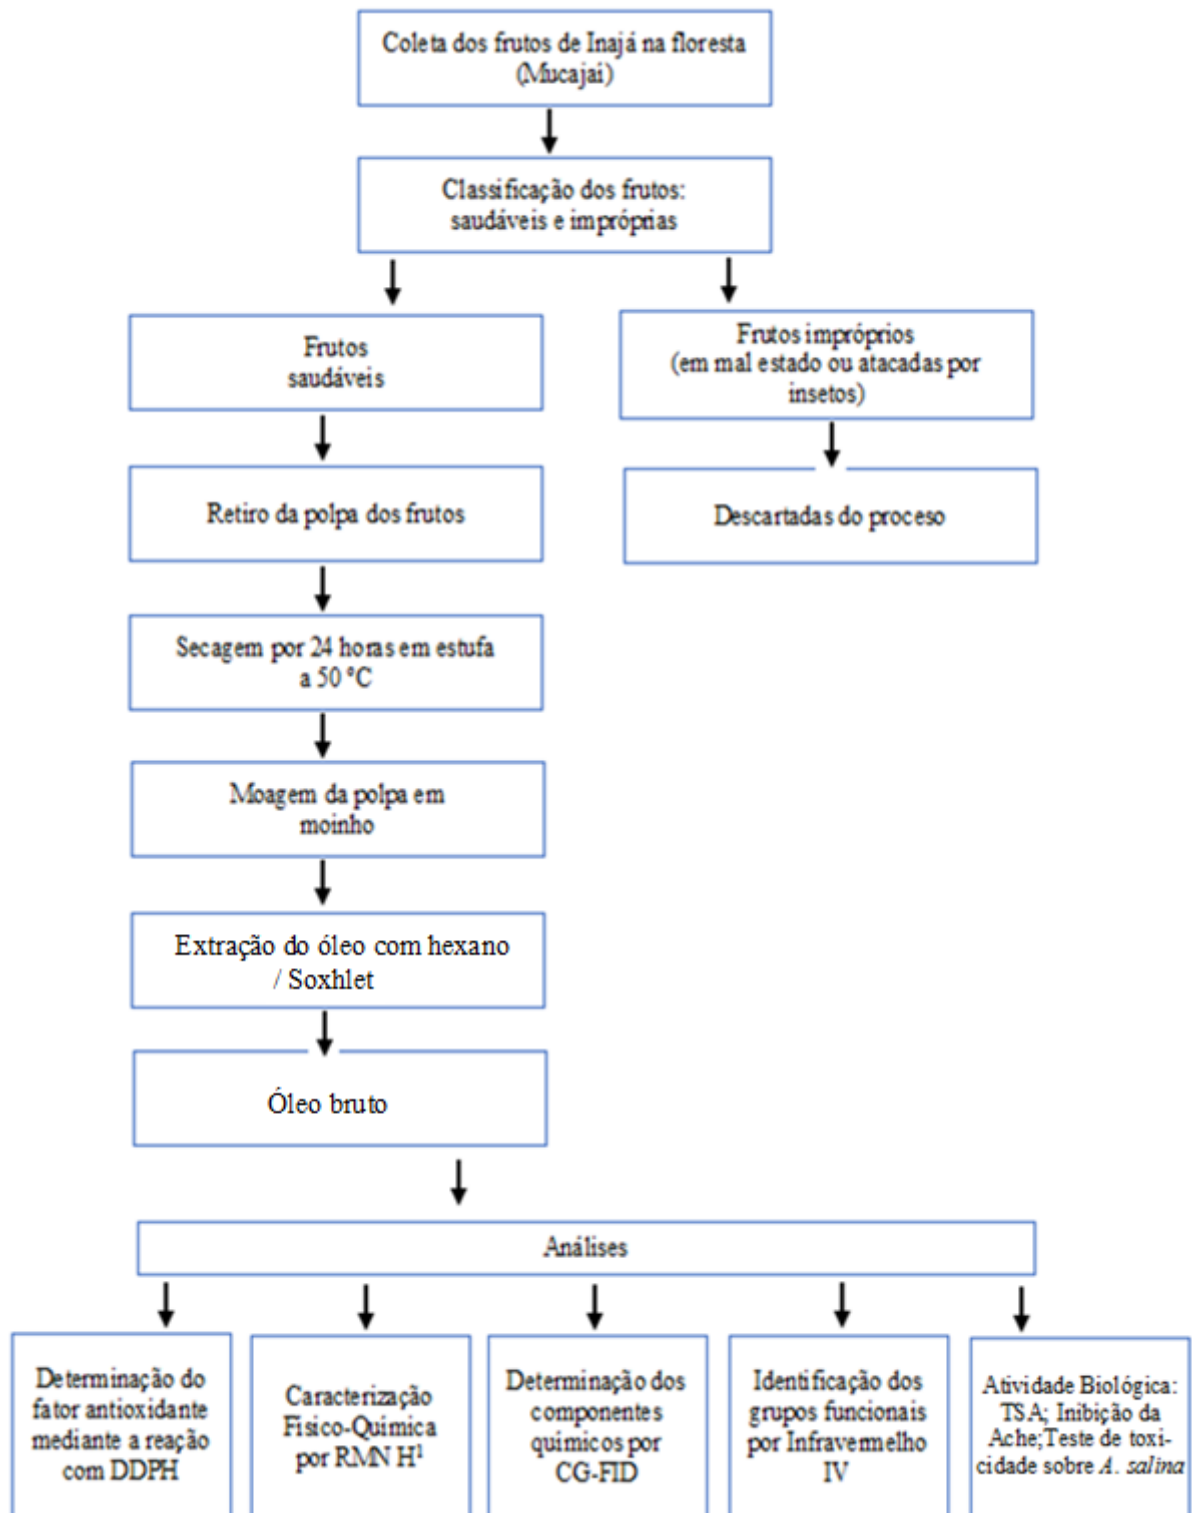 Coleta dos frutos de Inajá na floresta
(Mucajaí)
Classificação dos frutos:
saudáveis e impróprias
Frutos
saudáveis
Frutos impróprios
(em mal estado ou atacadas por
insetos)
Retiro da polpa dos frutos
Descartadas do proceso
Secagem por 24 horas em estufa
a 50 ºC
Moagem da polpa em
moinho
Extração do óleo com hexano
/ Soxhlet
Óleo bruto
Análises
Determinação do
fator antioxidante
mediante a reação
com DDPH
Caracterização
Fisico-Química
por RMN H¹
Determinação dos
componentes
químicos por
CG-FID
Identificação dos
grupos funcionais
por Infravermelho
IV
Atividade Biológica:
TSA; Inibição da
Ache;Teste de toxi-
cidade sobre A. salina